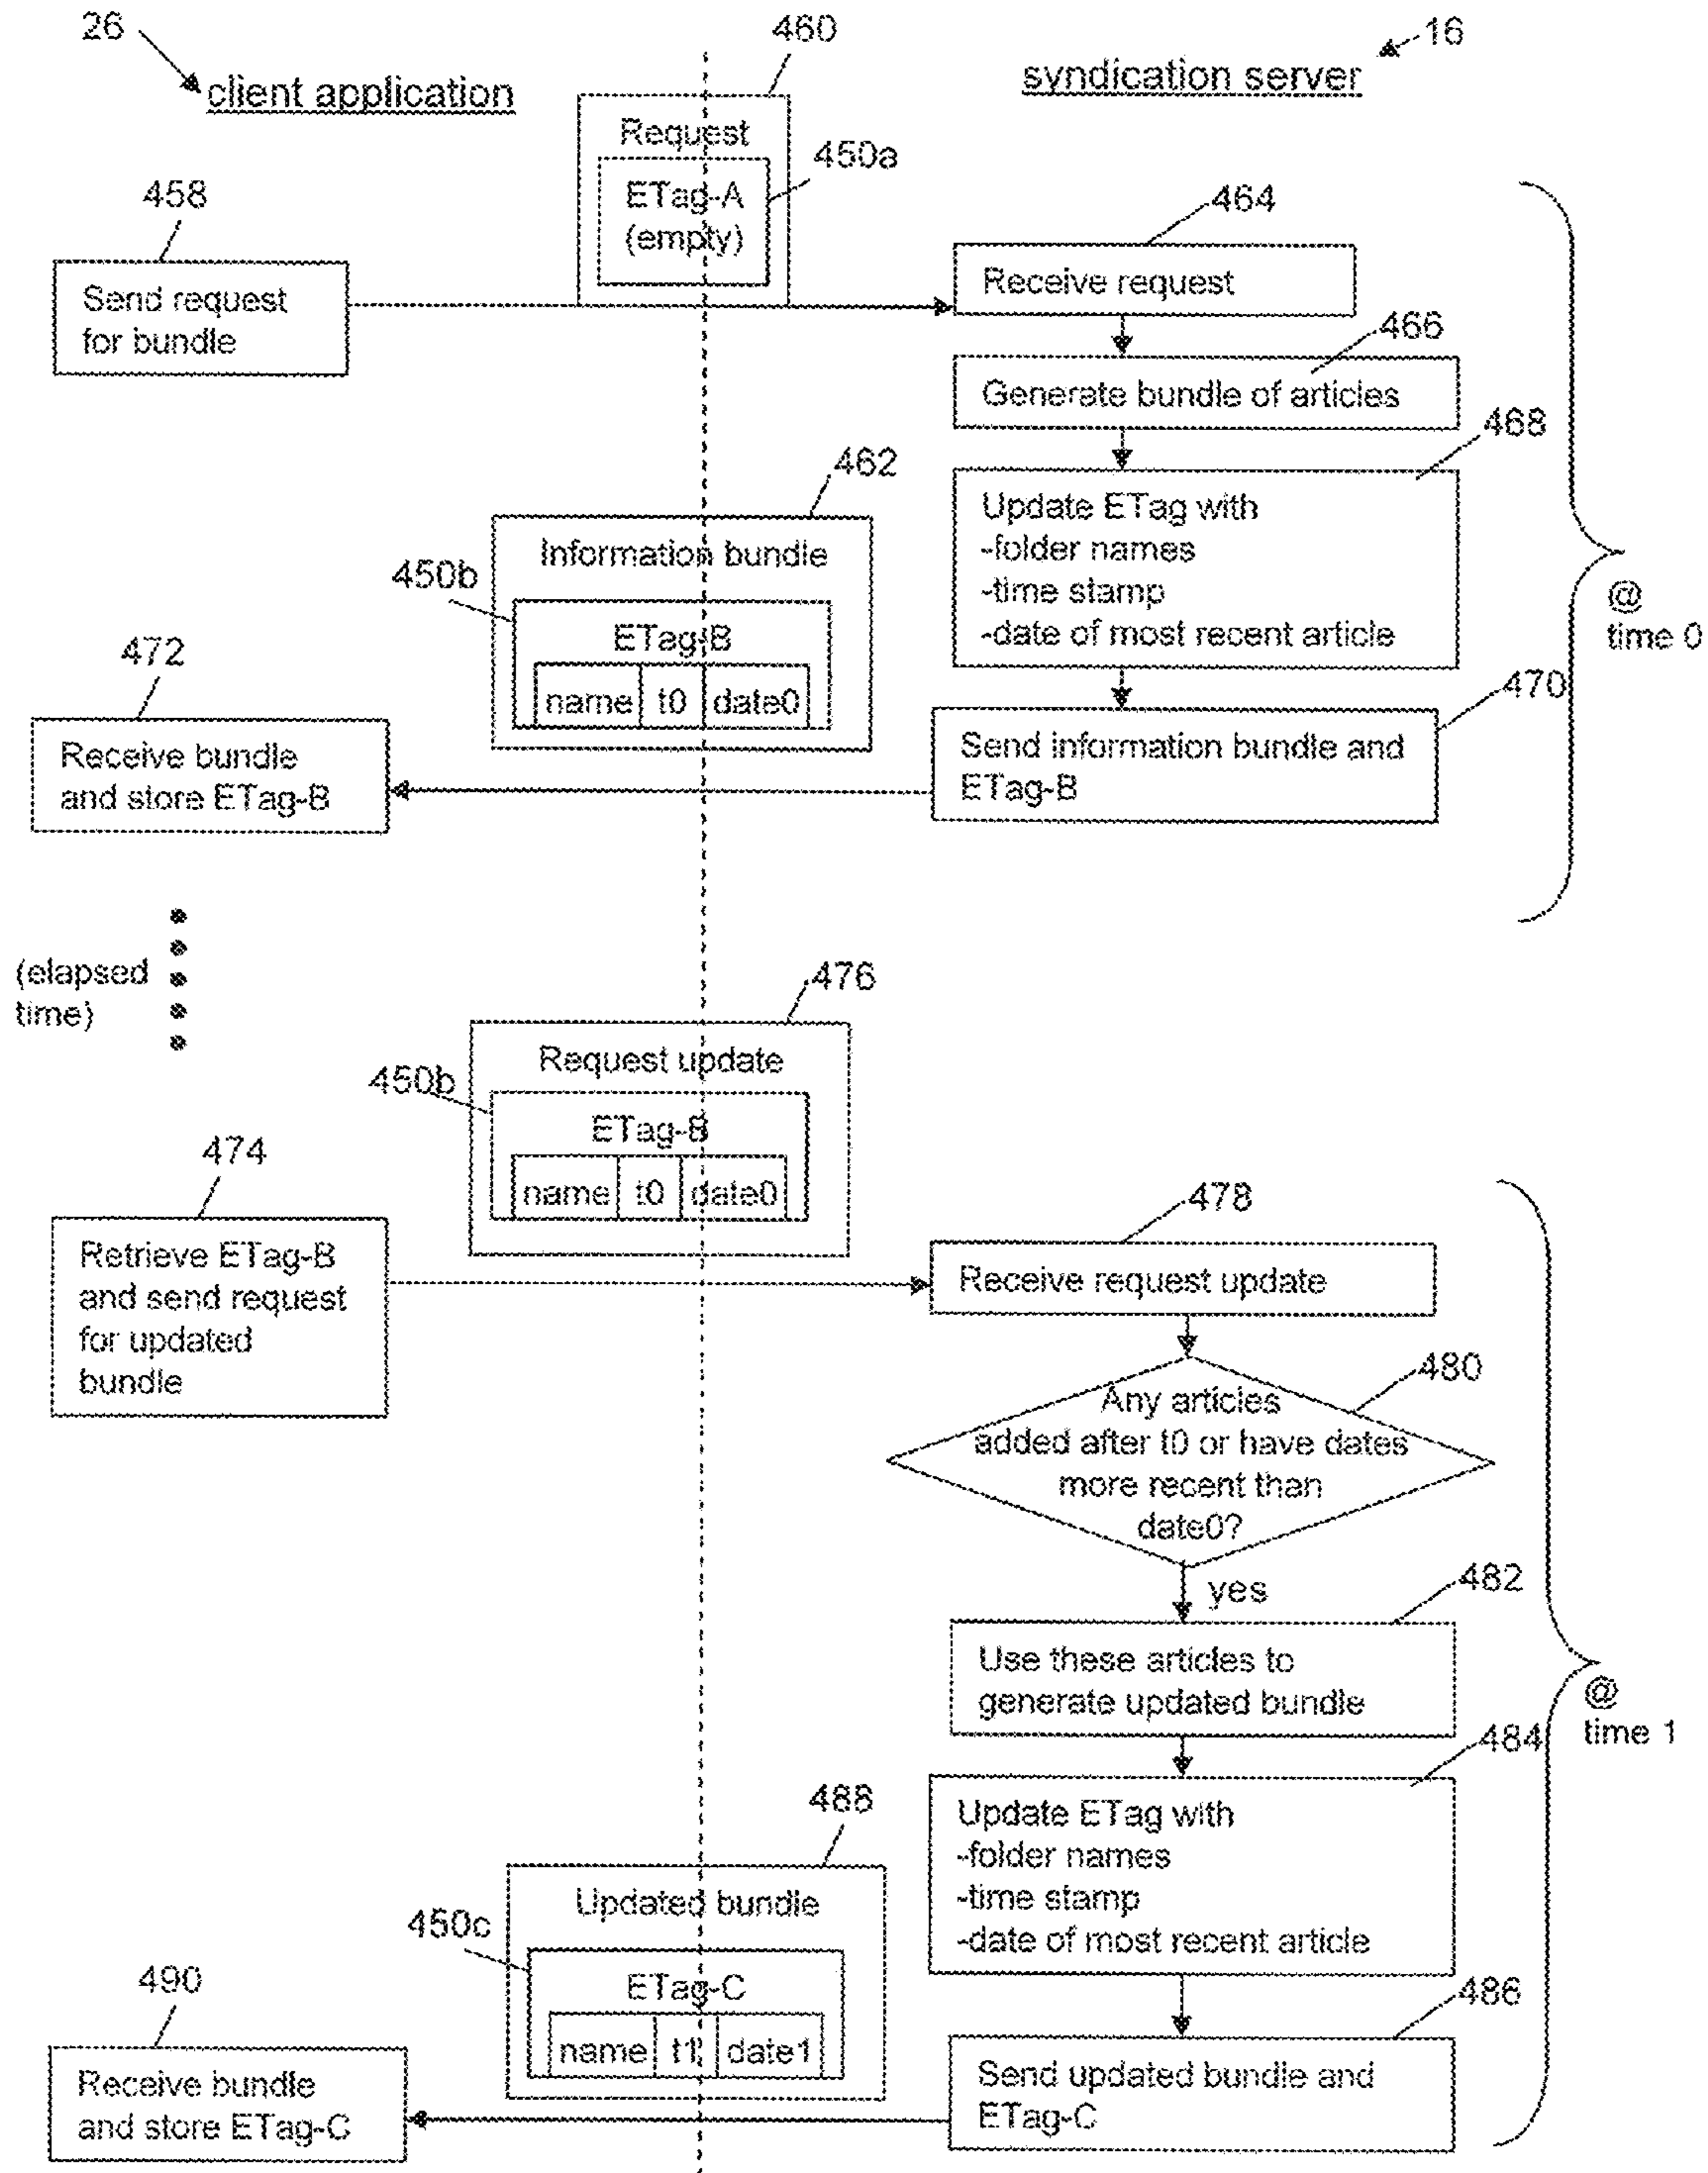 26
client application
460
syndication server
16
Request
450a
ETag-A
(empty)
458
Send request
for bundle
464
Receive request
466
Generate bundle of articles
468
Update ETag with
-folder names
-time stamp
-date of most recent article
@
time 0
462
Information bundle
450b
ETag-B
name t0 date0
470
Send information bundle and
ETag-B
472
Receive bundle
and store ETag-B
(elapsed
time)
476
Request update
450b
ETag-B
name t0 date0
474
Retrieve ETag-B
and send request
for updated
bundle
478
Receive request update
480
Any articles
added after t0 or have dates
more recent than
date0?
yes
482
Use these articles to
generate updated bundle
@
time 1
484
Update ETag with
-folder names
-time stamp
-date of most recent article
488
Updated bundle
450c
ETag-C
name t1 date1
486
Send updated bundle and
ETag-C
490
Receive bundle
and store ETag-C